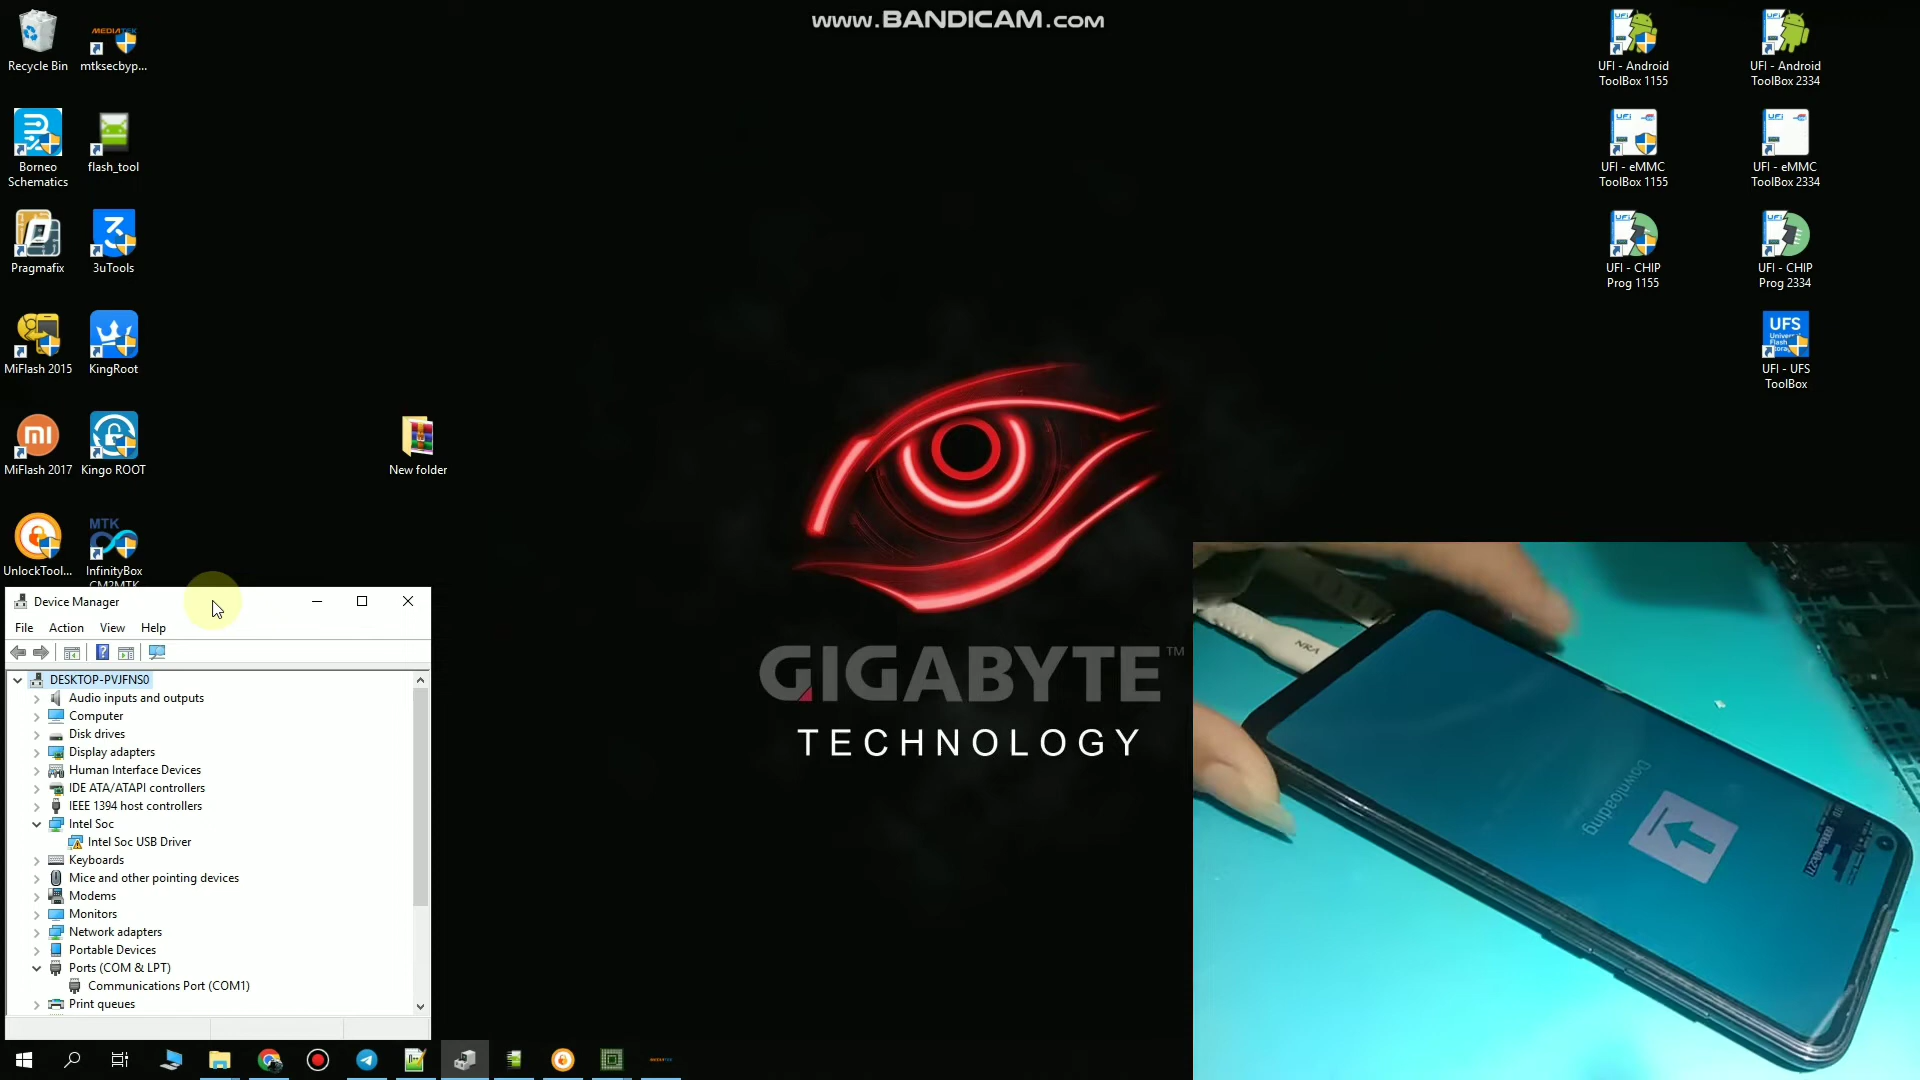 www.BANDICAM.com
Recycle Bin
mtksecbyp...
Borneo
Schematics
flash_tool
Pragmafix
3uTools
MiFlash 2015
KingRoot
MiFlash 2017
Kingo ROOT
UnlockTool...
MTK
InfinityBox
CM2MTK
MEDIATEK
New folder
UFI - Android
ToolBox 1155
UFI - Android
ToolBox 2334
UFI - eMMC
ToolBox 1155
UFI - eMMC
ToolBox 2334
UFI - CHIP
Prog 1155
UFI - CHIP
Prog 2334
UFS
UFI - UFS
ToolBox
GIGABYTE™
TECHNOLOGY
Device Manager
File Action View Help
DESKTOP-PVJFNS0
Audio inputs and outputs
Computer
Disk drives
Display adapters
Human Interface Devices
IDE ATA/ATAPI controllers
IEEE 1394 host controllers
Intel Soc
Intel Soc USB Driver
Keyboards
Mice and other pointing devices
Modems
Monitors
Network adapters
Portable Devices
Ports (COM & LPT)
Communications Port (COM1)
Print queues
Downloading